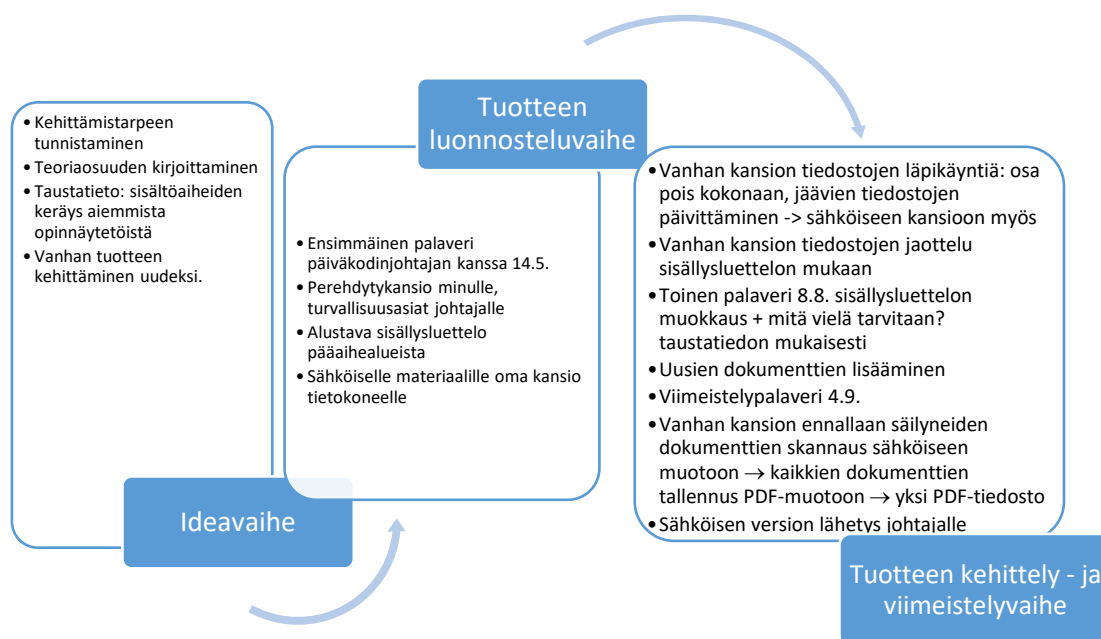 • Kehittämistarpeen
tunnistaminen
• Teoriaosuuden kirjoittaminen
• Taustatieto: sisältöaiheiden
keräys aiemmista
opinnäytetöistä
• Vanhan tuotteen
kehittäminen uudeksi.
Ideavaihe
Tuotteen
luonnosteluvaihe
• Ensimmäinen palaveri
päiväkodinjohtajan kanssa 14.5.
• Perehdytykansio minulle,
turvallisuusasiat johtajalle
• Alustava sisällysluettelo
pääaihealueista
• Sähköiselle materiaalille oma kansio
tietokoneelle
• Vanhan kansion tiedostojen läpikäyntiä: osa
pois kokonaan, jäävien tiedostojen
päivittäminen -> sähköiseen kansioon myös
• Vanhan kansion tiedostojen jaottelu
sisällysluettelon mukaan
• Toinen palaveri 8.8. sisällysluettelon
muokkaus + mitä vielä tarvitaan?
taustatiedon mukaisesti
• Uusien dokumenttien lisääminen
• Viimeistelypalaveri 4.9.
• Vanhan kansion ennallaan säilyneiden
dokumenttien skannaus sähköiseen
muotoon → kaikkien dokumenttien
tallennus PDF-muotoon → yksi PDF-tiedosto
• Sähköisen version lähetys johtajalle
Tuotteen kehittely - ja
viimeistelyvaihe